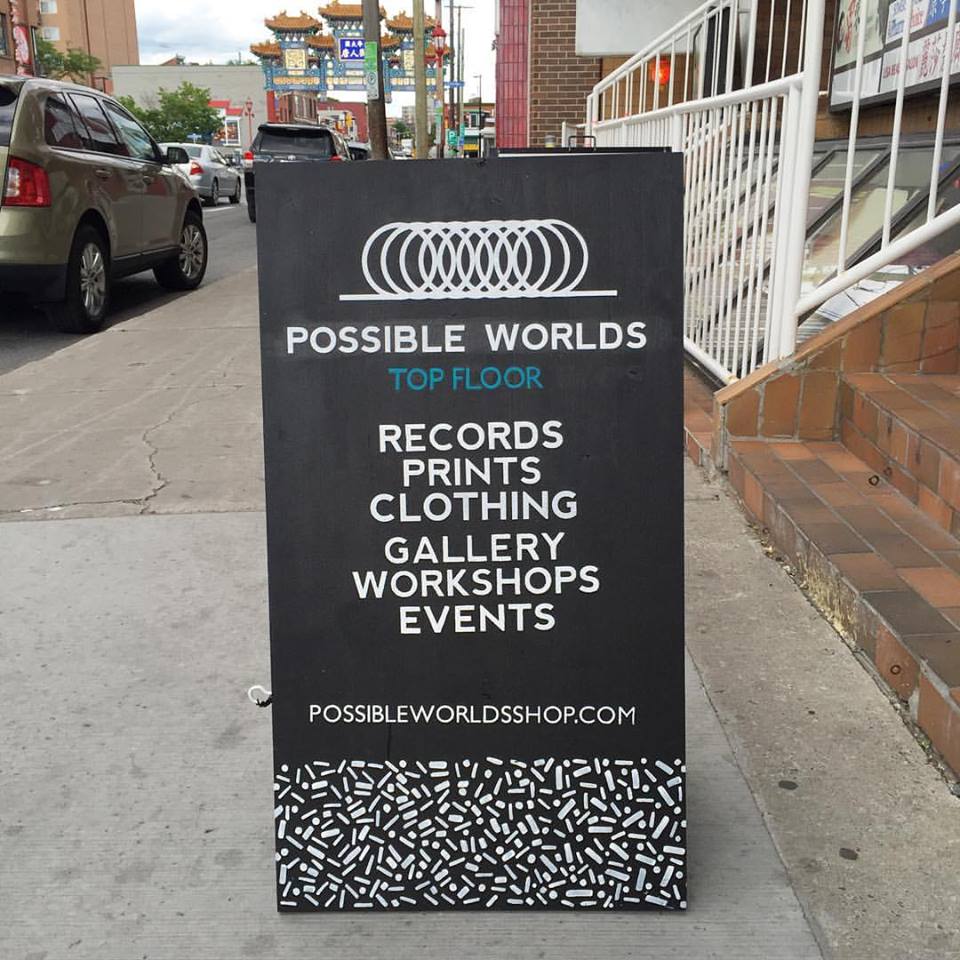 POSSIBLE WORLDS
TOP FLOOR
RECORDS
PRINTS
CLOTHING
GALLERY
WORKSHOPS
EVENTS
POSSIBLEWORLDSSHOP.COM